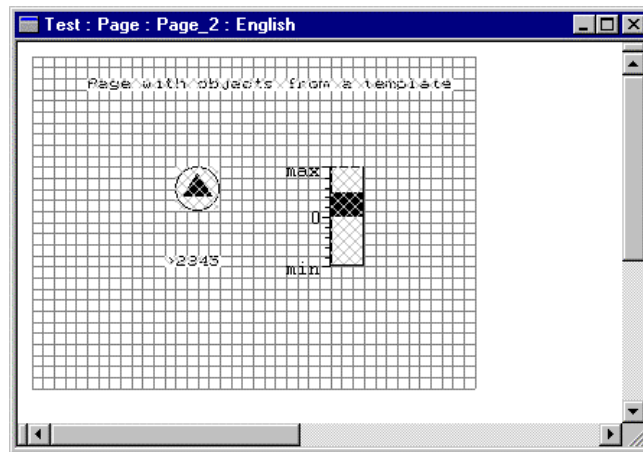 Test : Page : Page_2 : English
Page with objects from a template
max
0
>2345
min